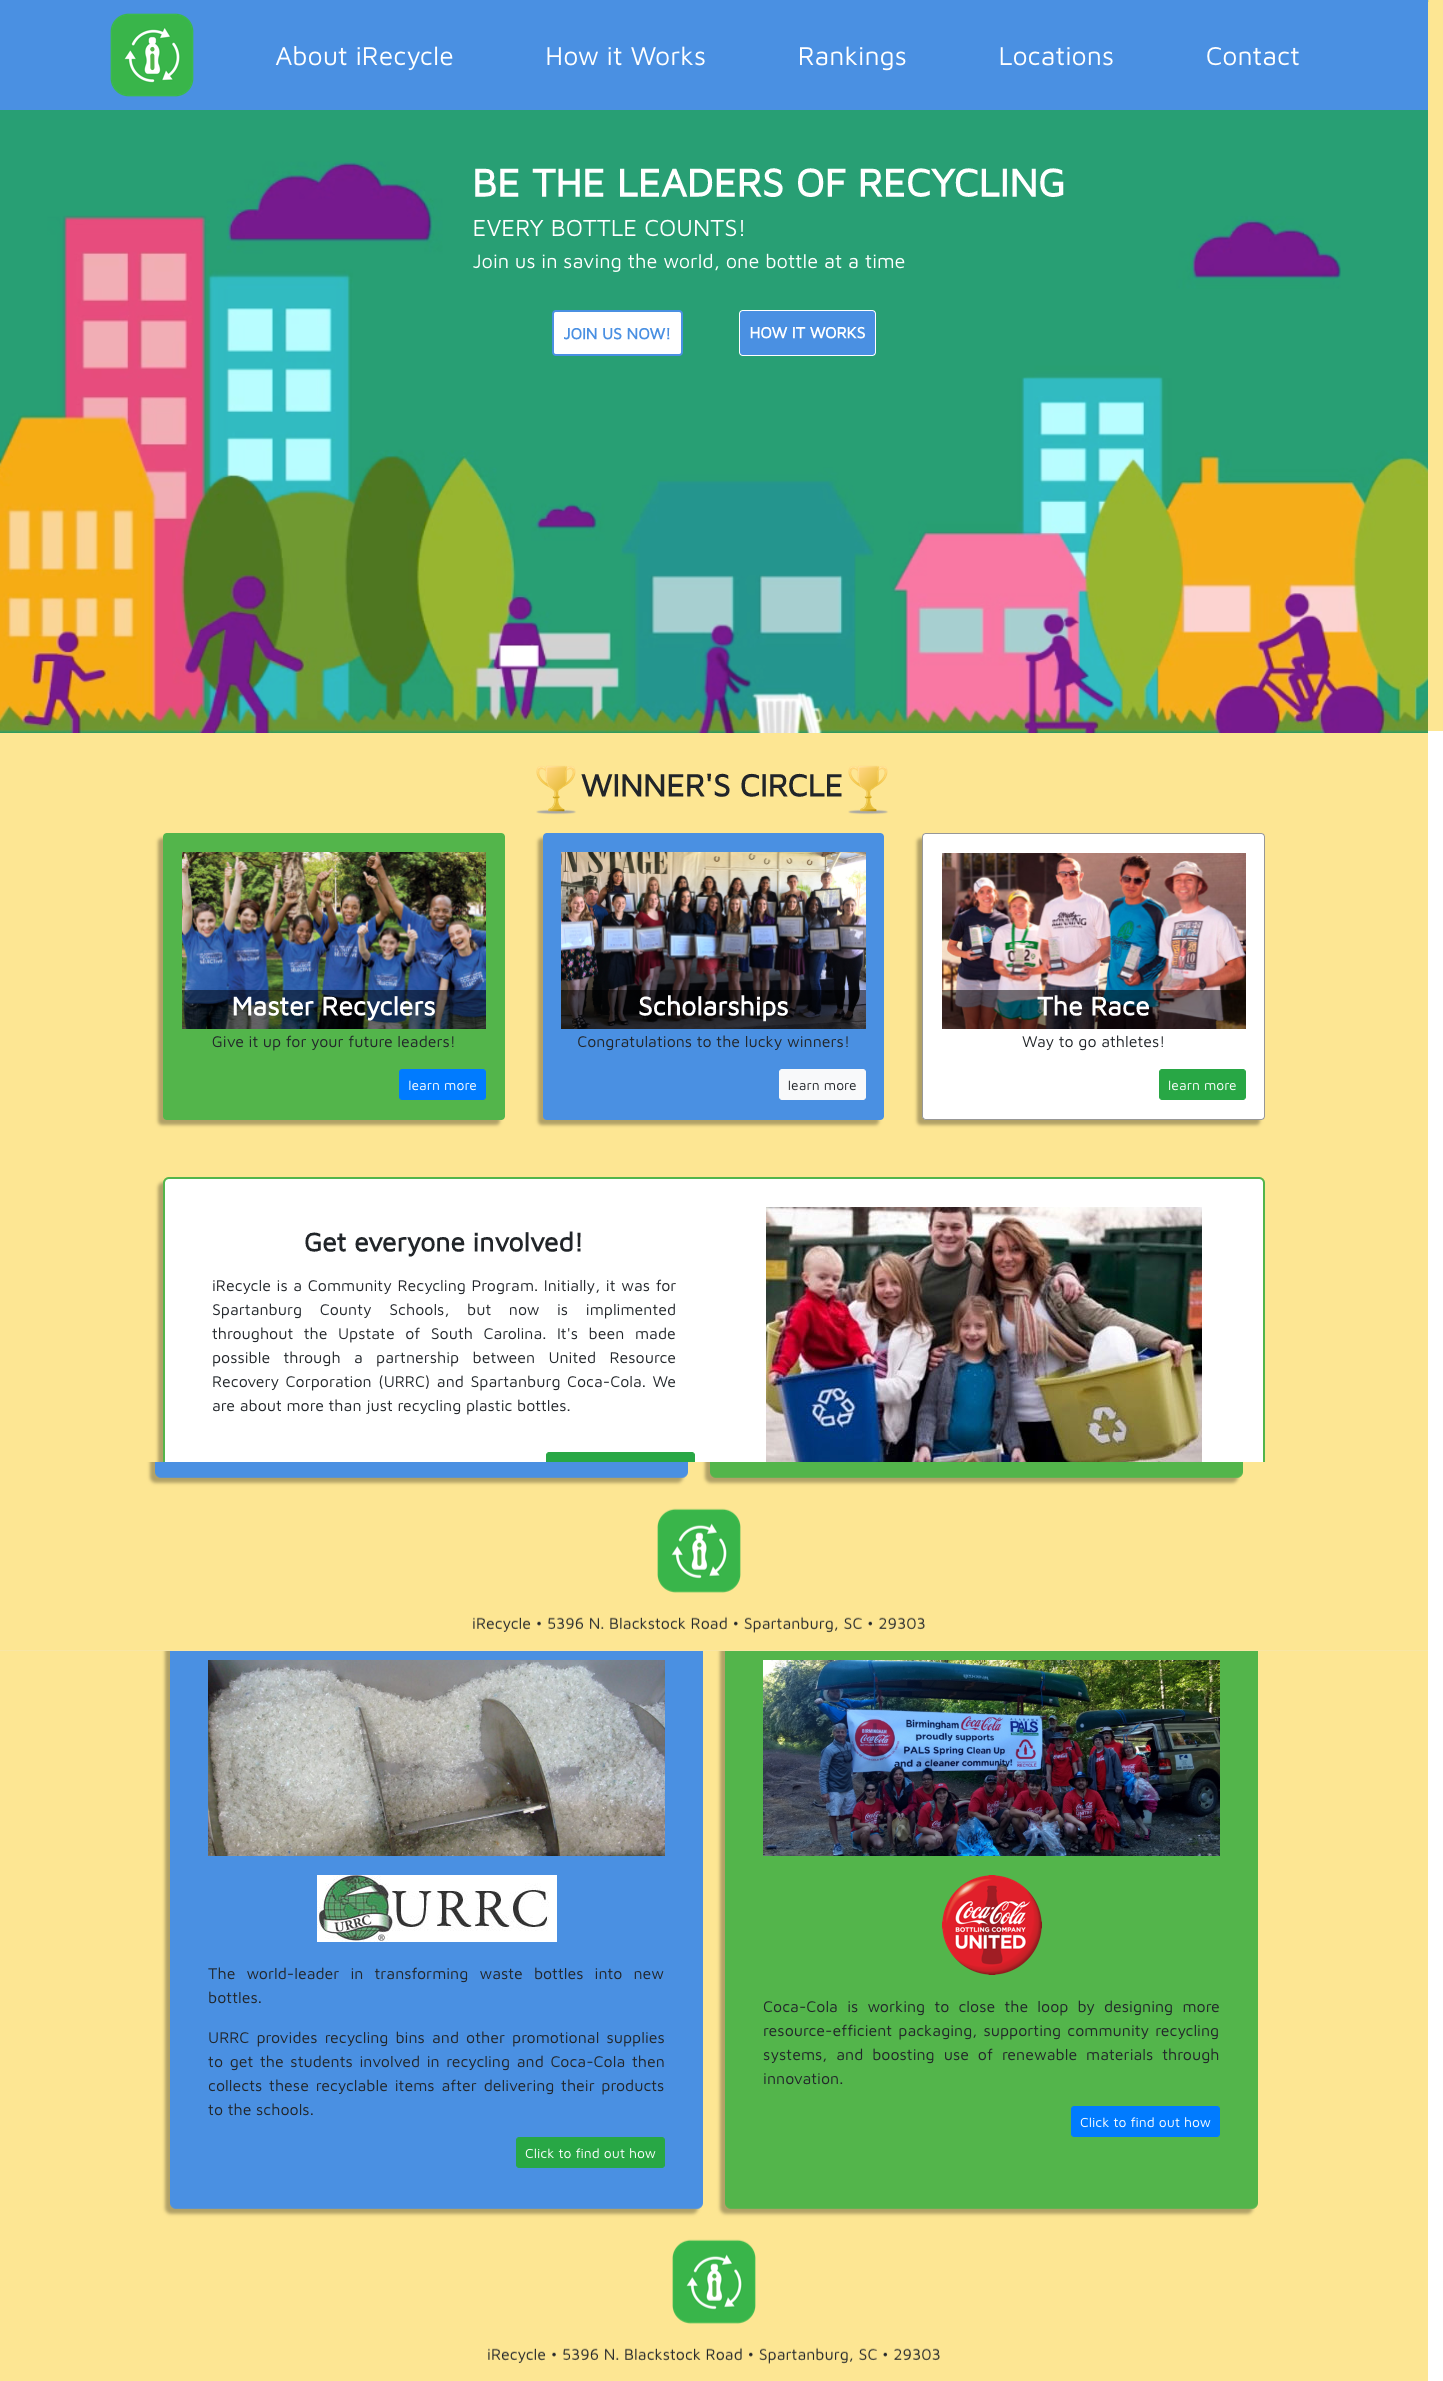 About iRecycle
How it Works
Rankings
Locations
Contact
BE THE LEADERS OF RECYCLING
EVERY BOTTLE COUNTS!
Join us in saving the world, one bottle at a time
JOIN US NOW!
HOW IT WORKS
WINNER'S CIRCLE
N STAGE
Master Recyclers
Give it up for your future leaders!
learn more
Scholarships
Congratulations to the lucky winners!
learn more
The Race
Way to go athletes!
learn more
Get everyone involved!
iRecycle is a Community Recycling Program. Initially, it was for
Spartanburg County Schools, but now is implimented
throughout the Upstate of South Carolina. It's been made
possible through a partnership between United Resource
Recovery Corporation (URRC) and Spartanburg Coca-Cola. We
are about more than just recycling plastic bottles.
iRecycle • 5396 N. Blackstock Road • Spartanburg, SC • 29303
Birmingham Coca-Cola
proudly supports
PALS Spring Clean Up
and a cleaner community!
PALS
URRC
URRC
The world-leader in transforming waste bottles into new
bottles.
URRC provides recycling bins and other promotional supplies
to get the students involved in recycling and Coca-Cola then
collects these recyclable items after delivering their products
to the schools.
Click to find out how
Coca-Cola
BOTTLING COMPANY
UNITED
Coca-Cola is working to close the loop by designing more
resource-efficient packaging, supporting community recycling
systems, and boosting use of renewable materials through
innovation.
Click to find out how
iRecycle • 5396 N. Blackstock Road • Spartanburg, SC • 29303